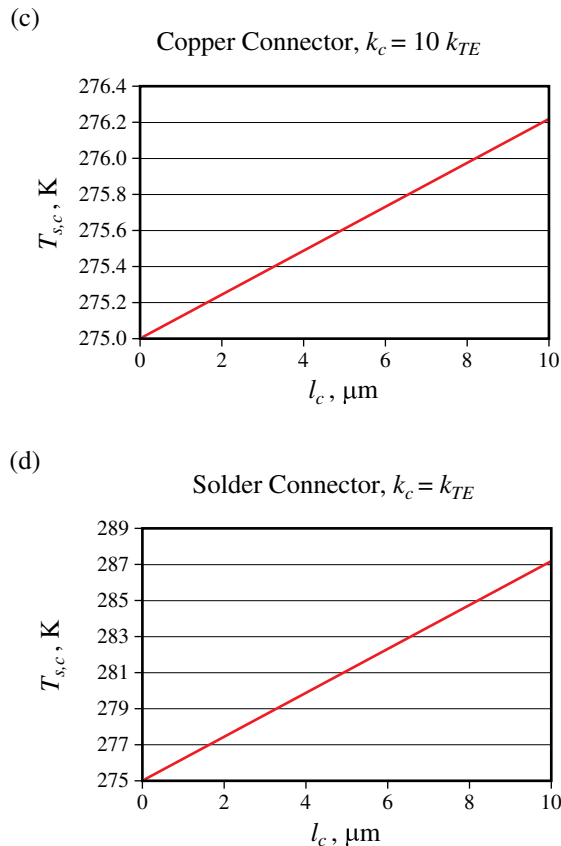 (c)
Copper Connector, k_c = 10 k_TE
276.4
276.2
276.0
275.8
275.6
275.4
275.2
275.0
T_s,c , K
0 2 4 6 8 10
l_c , μm
(d)
Solder Connector, k_c = k_TE
289
287
285
283
281
279
277
275
T_s,c , K
0 2 4 6 8 10
l_c , μm